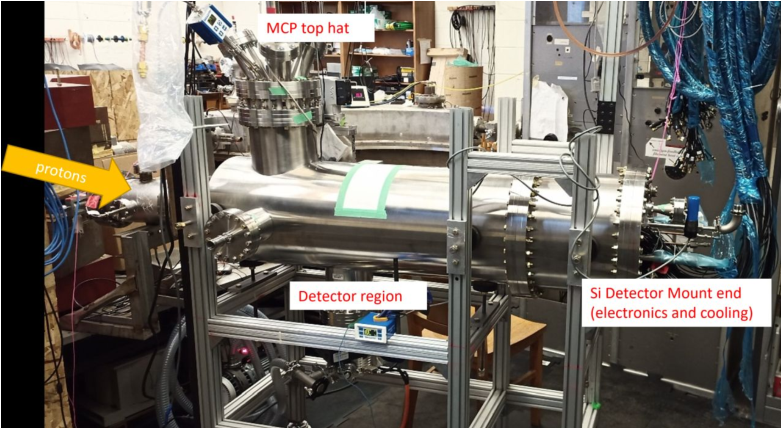 MCP top hat
protons
Detector region
Si Detector Mount end
(electronics and cooling)